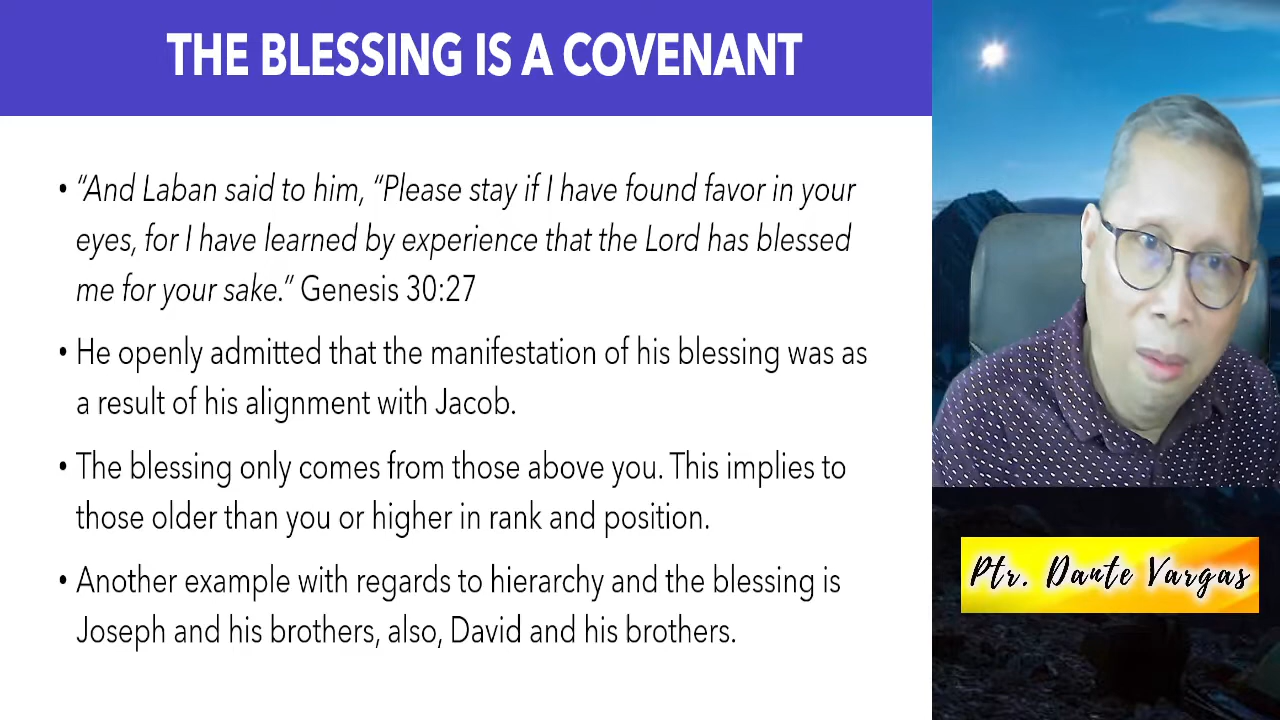 THE BLESSING IS A COVENANT
• “And Laban said to him, “Please stay if I have found favor in your
eyes, for I have learned by experience that the Lord has blessed
me for your sake.” Genesis 30:27
• He openly admitted that the manifestation of his blessing was as
a result of his alignment with Jacob.
• The blessing only comes from those above you. This implies to
those older than you or higher in rank and position.
• Another example with regards to hierarchy and the blessing is
Joseph and his brothers, also, David and his brothers.
Ptr. Dante Vargas